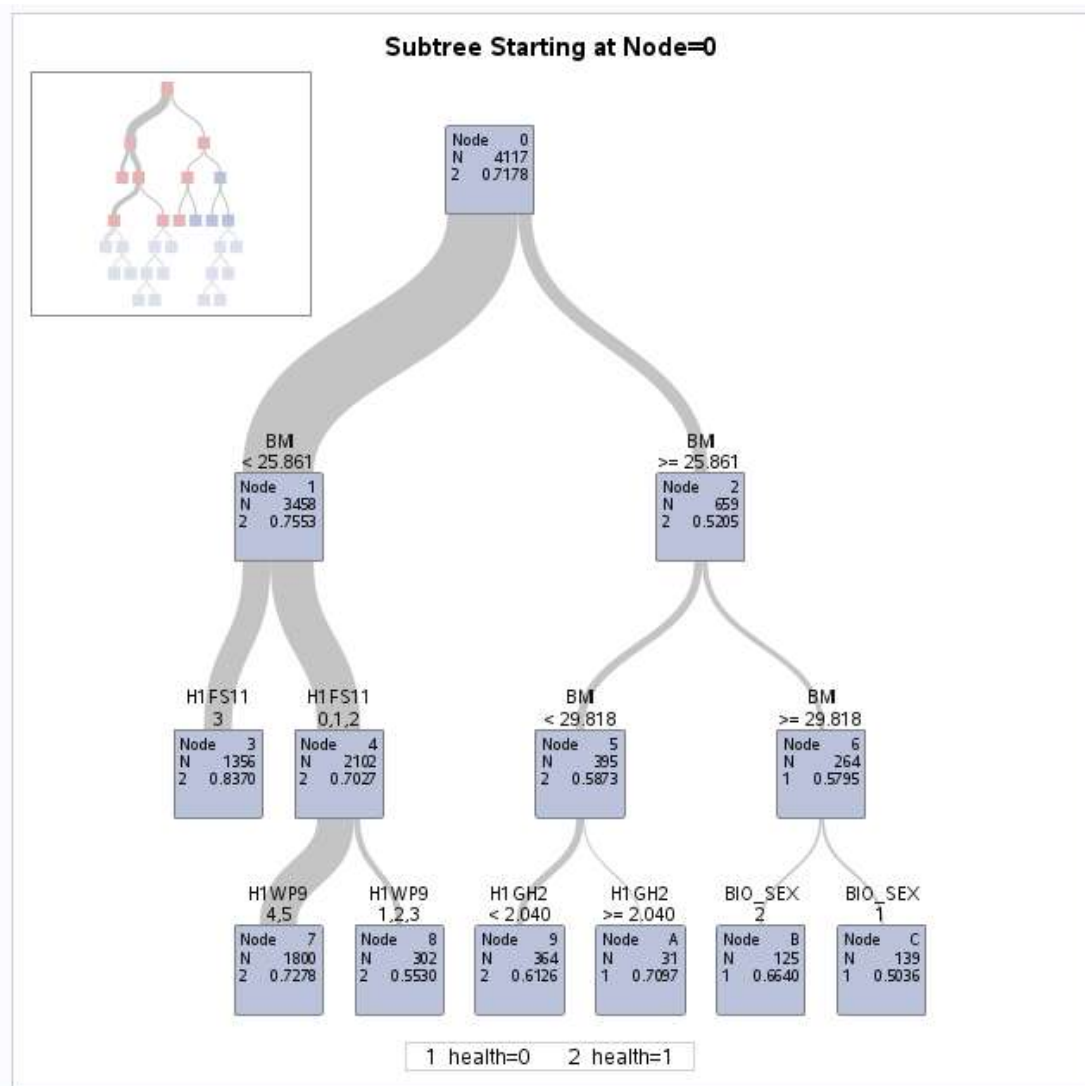 Subtree Starting at Node=0
Node 0
N 4117
2 0.7178
BMI
< 25.861
Node 1
N 3458
2 0.7553
BMI
>= 25.861
Node 2
N 659
2 0.5205
H1FS11
3
Node 3
N 1356
2 0.8370
H1FS11
0,1,2
Node 4
N 2102
2 0.7027
BMI
< 29.818
Node 5
N 395
2 0.5873
BMI
>= 29.818
Node 6
N 264
1 0.5795
H1WP9
4,5
Node 7
N 1800
2 0.7278
H1WP9
1,2,3
Node 8
N 302
2 0.5530
H1GH2
< 2.040
Node 9
N 364
2 0.6126
H1GH2
>= 2.040
Node A
N 31
1 0.7097
BIO_SEX
2
Node B
N 125
1 0.6640
BIO_SEX
1
Node C
N 139
1 0.5036
1 health=0 2 health=1